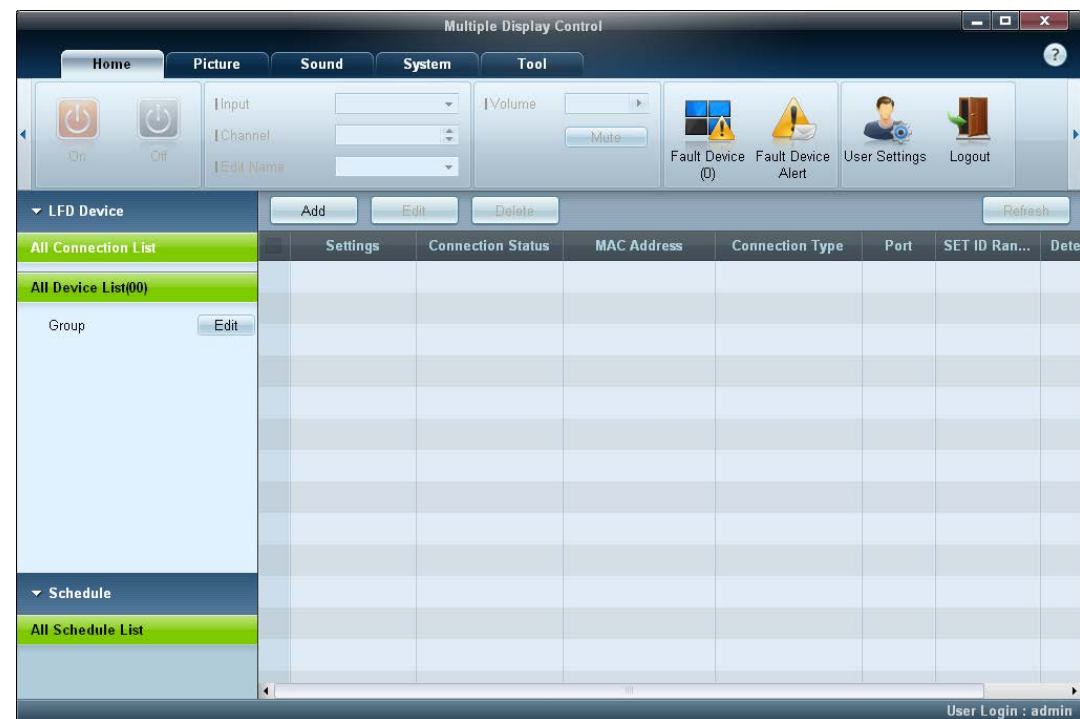 Multiple Display Control
Home Picture Sound System Tool
Input
Channel
Edit Name
On Off
Volume
Mute
Fault Device
(0)
Fault Device
Alert
User Settings
Logout
LFD Device
Add Edit Delete Refresh
All Connection List
Settings Connection Status MAC Address Connection Type Port SET ID Ran... Dete
All Device List(00)
Group Edit
Schedule
All Schedule List
User Login : admin